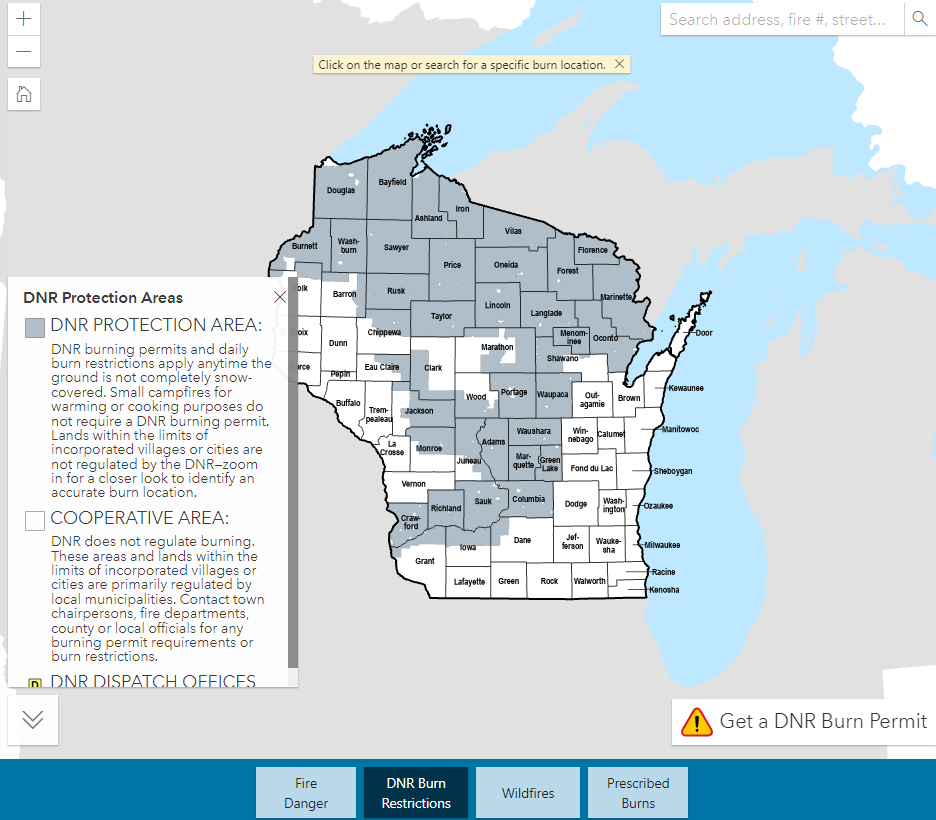 +
Search address, fire #, street...
Click on the map or search for a specific burn location.
Bayfield
Douglas
Iron
Ashland
Vilas
Burnett
Wash-
burn
Sawyer
Florence
Price
Oneida
Forest
Barron
Rusk
Marinette
Lincoln
Taylor
Langlade
Chippewa
Door
Dunn
Menom-
inee
Oconto
Marathon
Shawano
Eau Claire
Clark
Pepin
Kewaunee
Wood
Portage
Waupaca
Out-
agamie
Brown
Buffalo
Trem-
pealeau
Jackson
Manitowoc
Waushara
Win-
nebago
Calumet
Adams
La
Crosse
Monroe
Juneau
Mar-
quette
Green
Lake
Fond du Lac
Sheboygan
Vernon
Columbia
Sauk
Dodge
Wash-
ington
Ozaukee
Richland
Craw-
ford
Dane
Jef-
ferson
Wauke-
sha
Milwaukee
Iowa
Grant
Racine
Lafayette
Green
Rock
Walworth
Kenosha
DNR Protection Areas
DNR PROTECTION AREA:
DNR burning permits and daily
burn restrictions apply anytime the
ground is not completely snow-
covered. Small campfires for
warming or cooking purposes do
not require a DNR burning permit.
Lands within the limits of
incorporated villages or cities are
not regulated by the DNR–zoom
in for a closer look to identify an
accurate burn location.
COOPERATIVE AREA:
DNR does not regulate burning.
These areas and lands within the
limits of incorporated villages or
cities are primarily regulated by
local municipalities. Contact town
chairpersons, fire departments,
county or local officials for any
burning permit requirements or
burn restrictions.
D DNR DISPATCH OFFICES
Get a DNR Burn Permit
Fire
Danger
DNR Burn
Restrictions
Wildfires
Prescribed
Burns